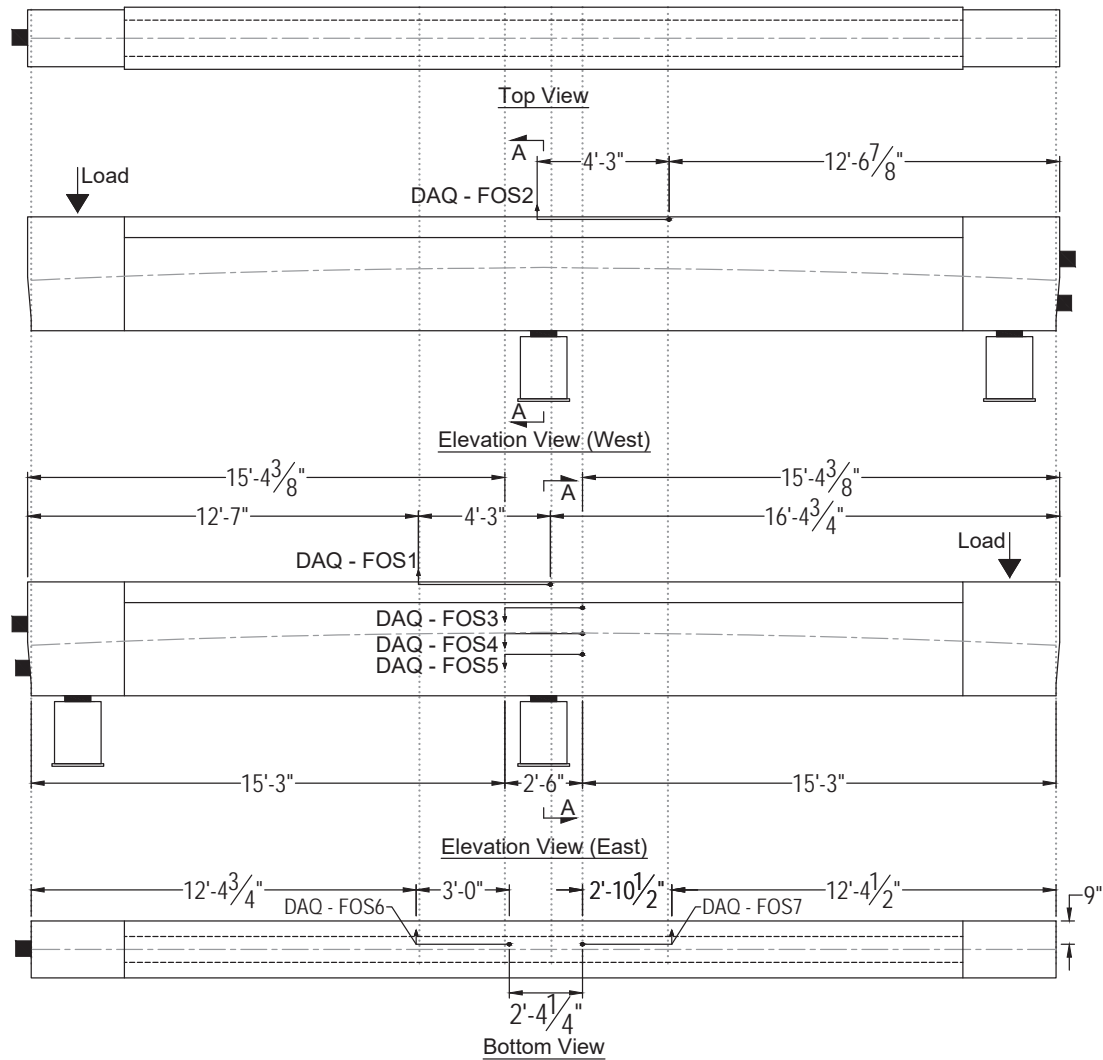 Top View
A
4'-3"
12'-6 7/8"
Load
DAQ - FOS2
A
Elevation View (West)
15'-4 3/8"
A
15'-4 3/8"
12'-7"
4'-3"
16'-4 3/4"
DAQ - FOS1
Load
DAQ - FOS3
DAQ - FOS4
DAQ - FOS5
15'-3"
2'-6"
15'-3"
A
Elevation View (East)
12'-4 3/4"
3'-0"
2'-10 1/2"
12'-4 1/2"
9"
DAQ - FOS6
DAQ - FOS7
2'-4 1/4"
Bottom View